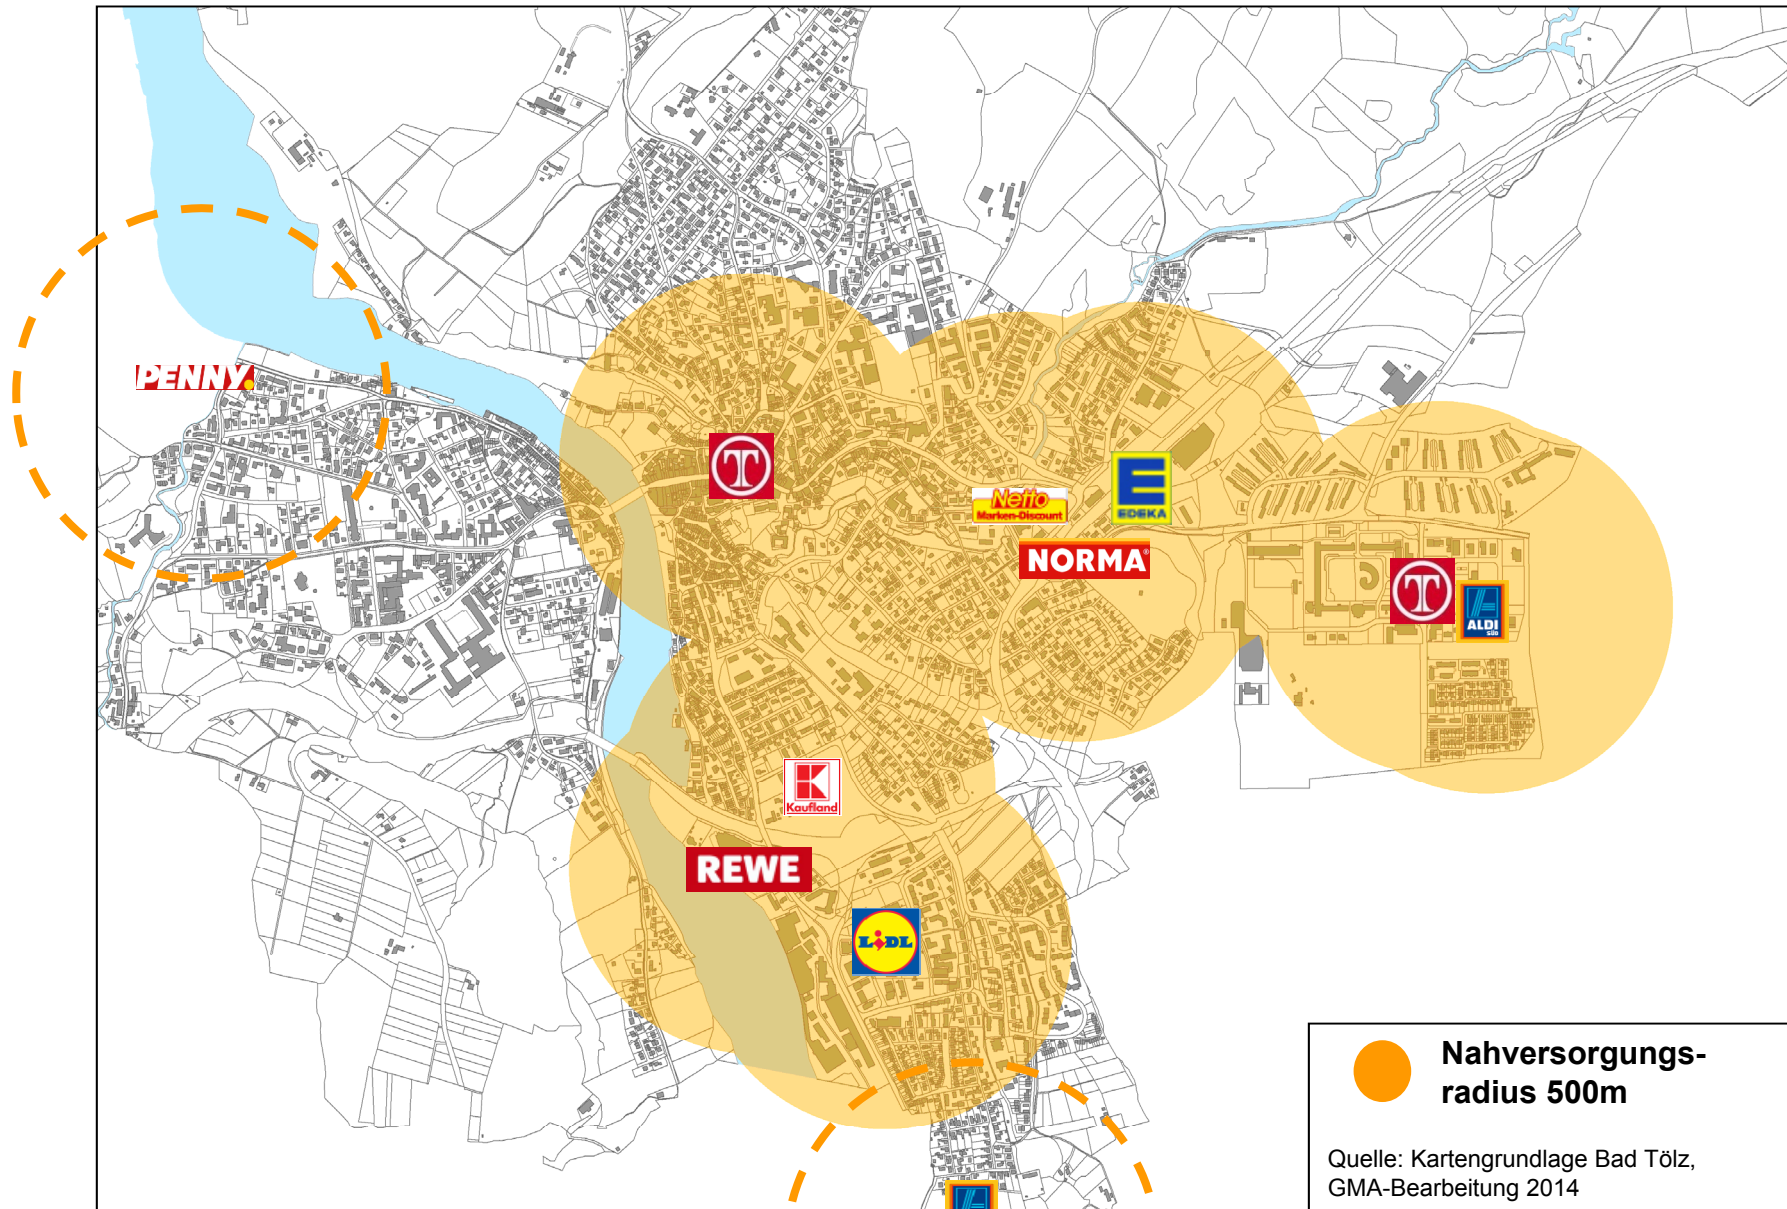 PENNY.
T
Netto
Marken-Discount
E
EDEKA
NORMA®
T
ALDI
SÜD
K
Kaufland
REWE
LiDL
Nahversorgungs-
radius 500m
Quelle: Kartengrundlage Bad Tölz,
GMA-Bearbeitung 2014